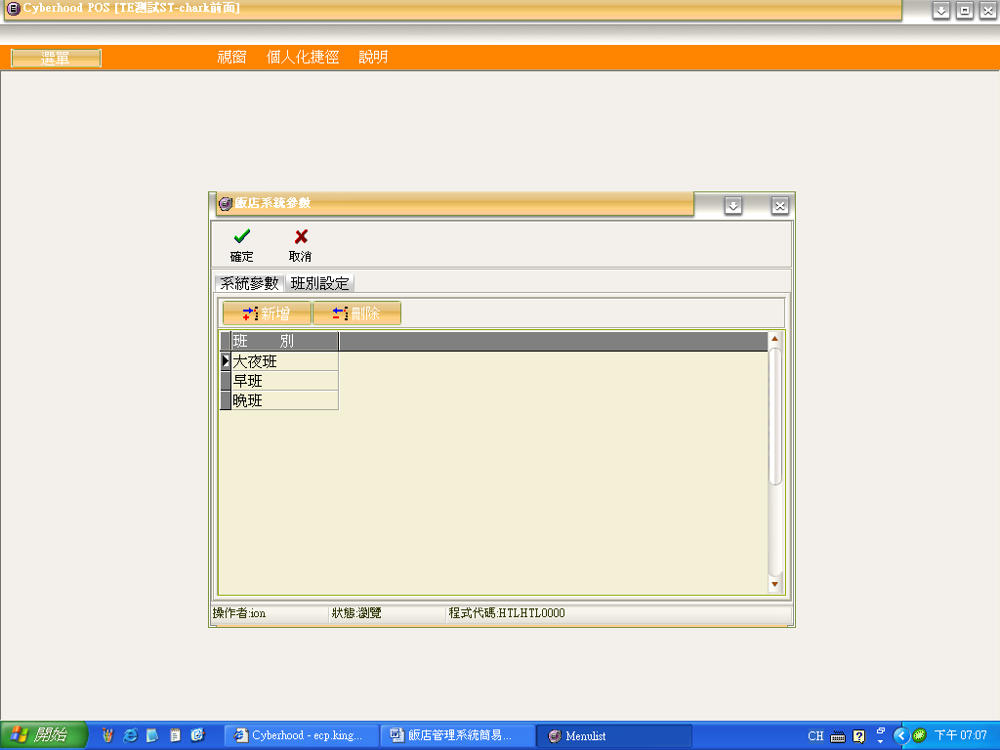 Cyberhood POS [TE測試ST-chark前面]
選單 視窗 個人化捷徑 說明
飯店系統參數
確定 取消
系統參數 班別設定
新增 刪除
班 別
大夜班
早班
晚班
操作者:ion 狀態:瀏覽 程式代碼:HTLHTL0000
開始 Cyberhood - ecp king... 飯店管理系統簡易... Menulist CH 下午 07:07